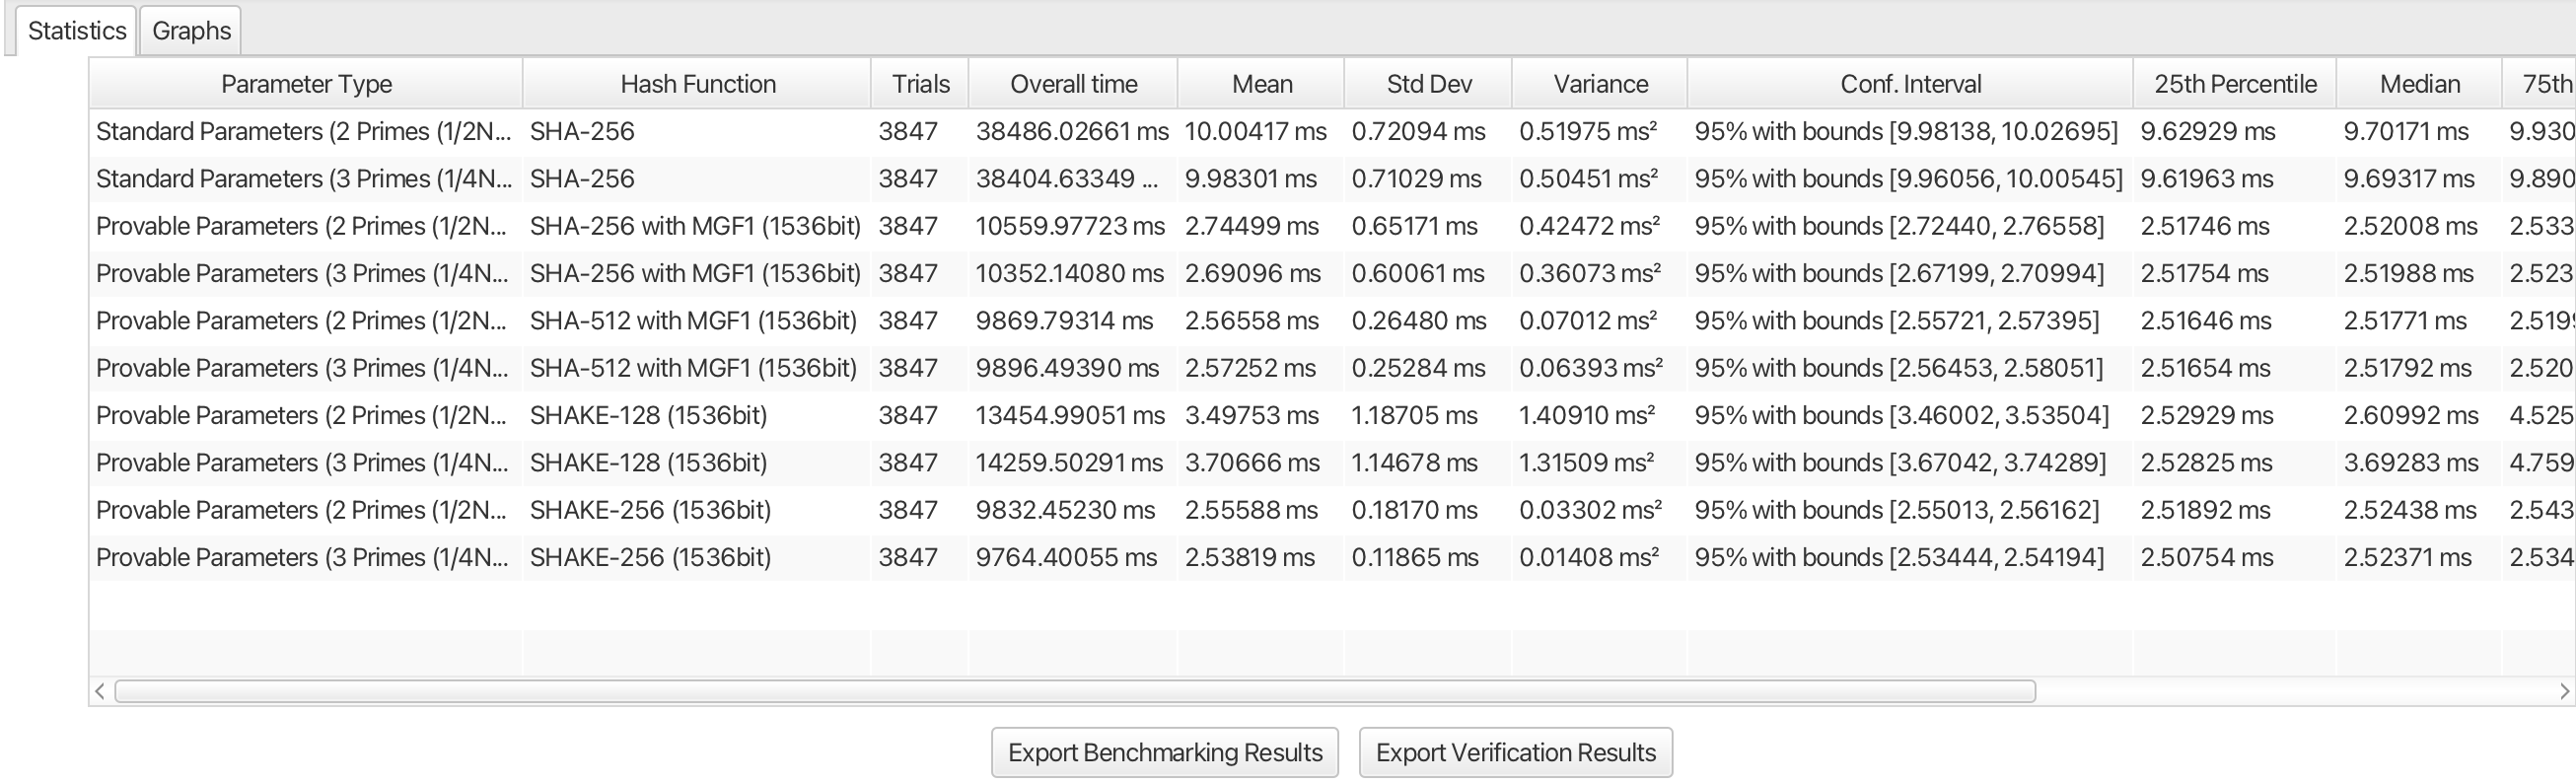 Statistics Graphs
Parameter Type Hash Function Trials Overall time Mean Std Dev Variance Conf. Interval 25th Percentile Median 75th
Standard Parameters (2 Primes (1/2N... SHA-256 3847 38486.02661 ms 10.00417 ms 0.72094 ms 0.51975 ms² 95% with bounds [9.98138, 10.02695] 9.62929 ms 9.70171 ms 9.930
Standard Parameters (3 Primes (1/4N... SHA-256 3847 38404.63349 ... 9.98301 ms 0.71029 ms 0.50451 ms² 95% with bounds [9.96056, 10.00545] 9.61963 ms 9.69317 ms 9.890
Provable Parameters (2 Primes (1/2N... SHA-256 with MGF1 (1536bit) 3847 10559.97723 ms 2.74499 ms 0.65171 ms 0.42472 ms² 95% with bounds [2.72440, 2.76558] 2.51746 ms 2.52008 ms 2.533
Provable Parameters (3 Primes (1/4N... SHA-256 with MGF1 (1536bit) 3847 10352.14080 ms 2.69096 ms 0.60061 ms 0.36073 ms² 95% with bounds [2.67199, 2.70994] 2.51754 ms 2.51988 ms 2.523
Provable Parameters (2 Primes (1/2N... SHA-512 with MGF1 (1536bit) 3847 9869.79314 ms 2.56558 ms 0.26480 ms 0.07012 ms² 95% with bounds [2.55721, 2.57395] 2.51646 ms 2.51771 ms 2.519
Provable Parameters (3 Primes (1/4N... SHA-512 with MGF1 (1536bit) 3847 9896.49390 ms 2.57252 ms 0.25284 ms 0.06393 ms² 95% with bounds [2.56453, 2.58051] 2.51654 ms 2.51792 ms 2.520
Provable Parameters (2 Primes (1/2N... SHAKE-128 (1536bit) 3847 13454.99051 ms 3.49753 ms 1.18705 ms 1.40910 ms² 95% with bounds [3.46002, 3.53504] 2.52929 ms 2.60992 ms 4.525
Provable Parameters (3 Primes (1/4N... SHAKE-128 (1536bit) 3847 14259.50291 ms 3.70666 ms 1.14678 ms 1.31509 ms² 95% with bounds [3.67042, 3.74289] 2.52825 ms 3.69283 ms 4.759
Provable Parameters (2 Primes (1/2N... SHAKE-256 (1536bit) 3847 9832.45230 ms 2.55588 ms 0.18170 ms 0.03302 ms² 95% with bounds [2.55013, 2.56162] 2.51892 ms 2.52438 ms 2.543
Provable Parameters (3 Primes (1/4N... SHAKE-256 (1536bit) 3847 9764.40055 ms 2.53819 ms 0.11865 ms 0.01408 ms² 95% with bounds [2.53444, 2.54194] 2.50754 ms 2.52371 ms 2.534
Export Benchmarking Results Export Verification Results